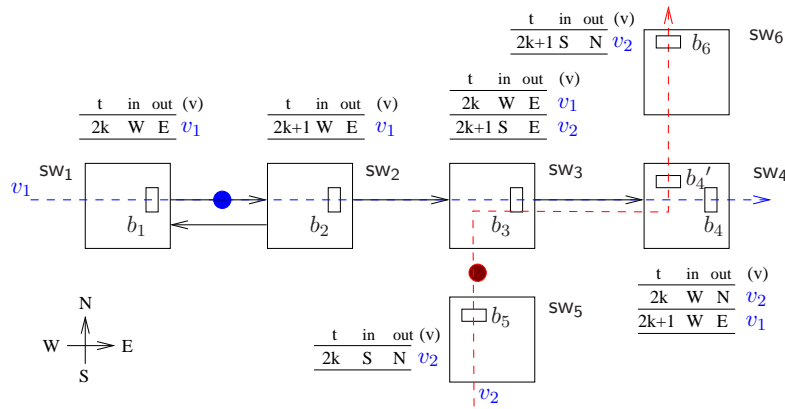 t in out (v)
2k+1 S N v2
b6
sw6
t in out (v)
2k W E v1
t in out (v)
2k+1 W E v1
t in out (v)
2k W E v1
2k+1 S E v2
sw1
sw2
sw3
sw4
v1
b1
b2
b3
b4'
b4
t in out (v)
2k W N v2
2k+1 W E v1
N
W E
S
t in out (v)
2k S N v2
b5
sw5
v2